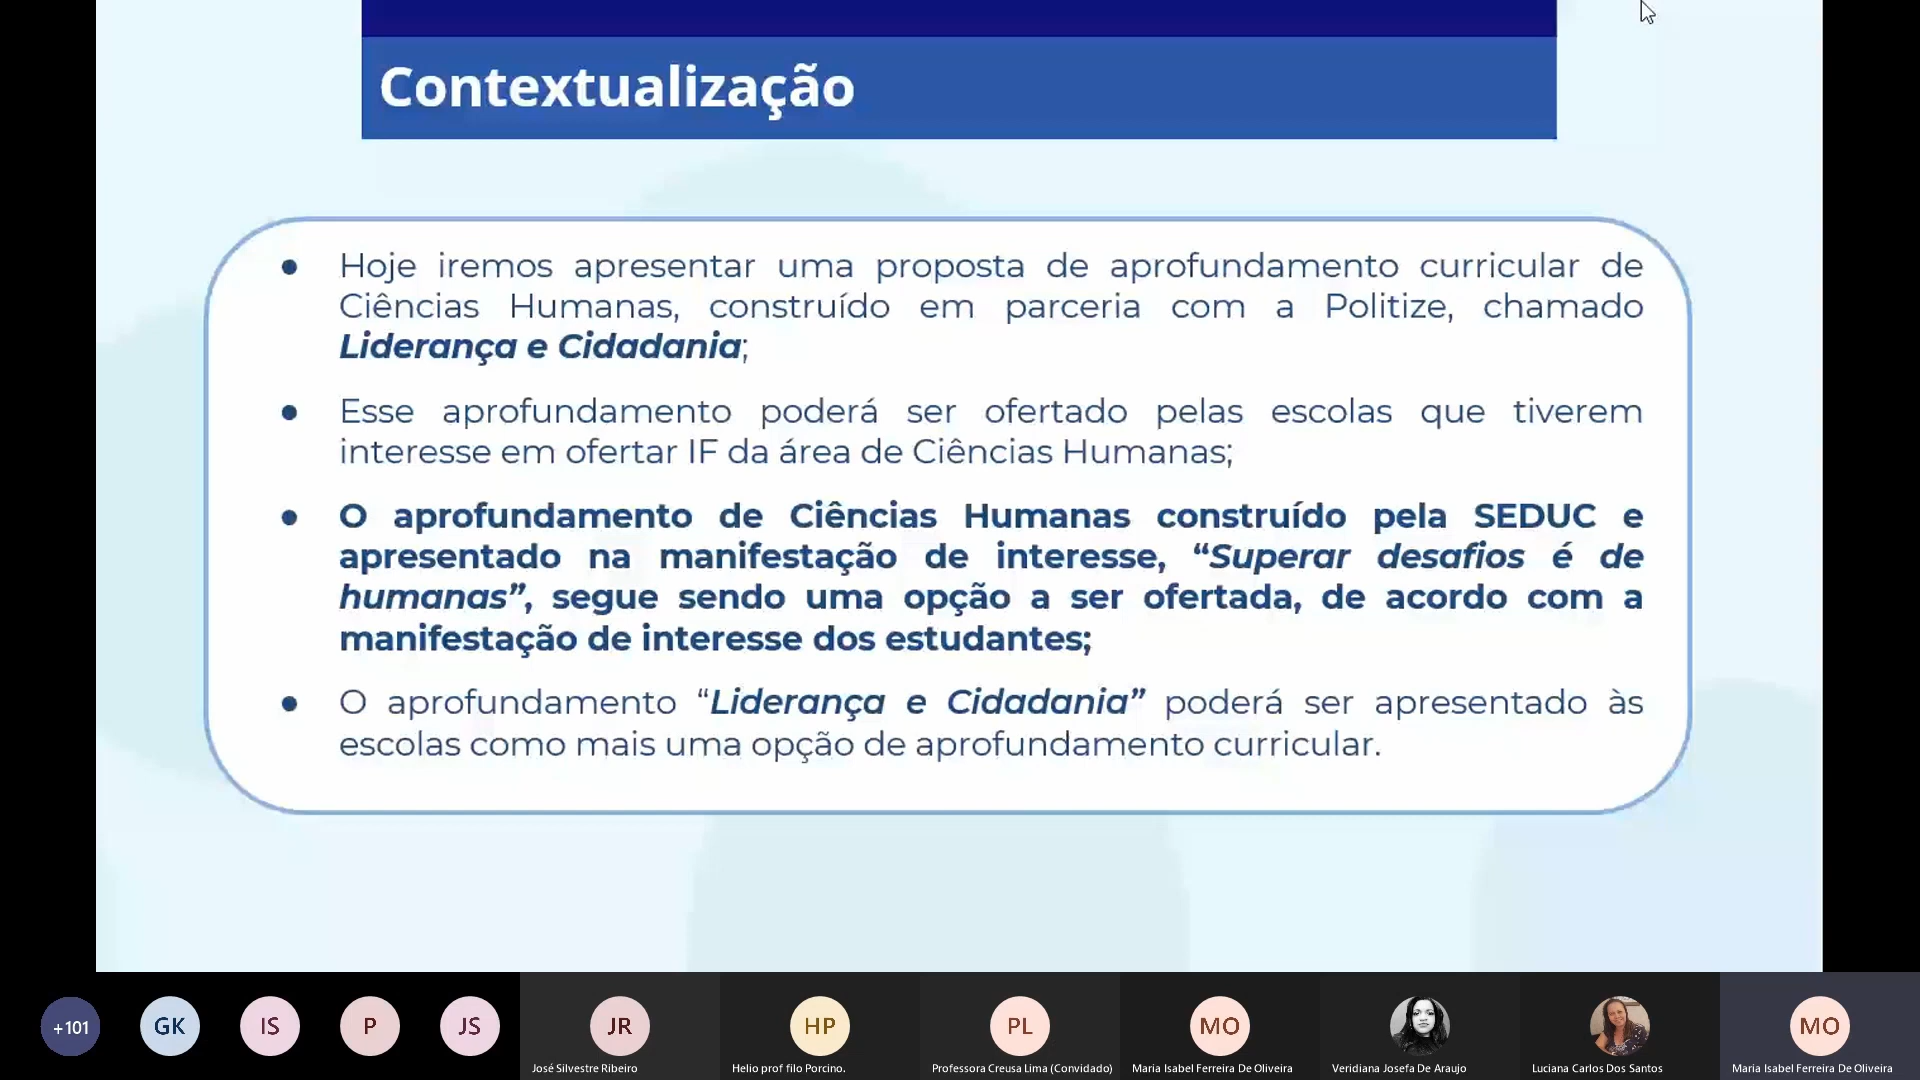 Contextualização
● Hoje iremos apresentar uma proposta de aprofundamento curricular de
Ciências Humanas, construído em parceria com a Politize, chamado
Liderança e Cidadania;
● Esse aprofundamento poderá ser ofertado pelas escolas que tiverem
interesse em ofertar IF da área de Ciências Humanas;
● O aprofundamento de Ciências Humanas construído pela SEDUC e
apresentado na manifestação de interesse, “Superar desafios é de
humanas”, segue sendo uma opção a ser ofertada, de acordo com a
manifestação de interesse dos estudantes;
● O aprofundamento “Liderança e Cidadania” poderá ser apresentado às
escolas como mais uma opção de aprofundamento curricular.
+101 GK IS P JS JR HP PL MO MO
José Silvestre Ribeiro Helio prof filo Porcino. Professora Creusa Lima (Convidado) Maria Isabel Ferreira De Oliveira Veridiana Josefa De Araujo Luciana Carlos Dos Santos Maria Isabel Ferreira De Oliveira